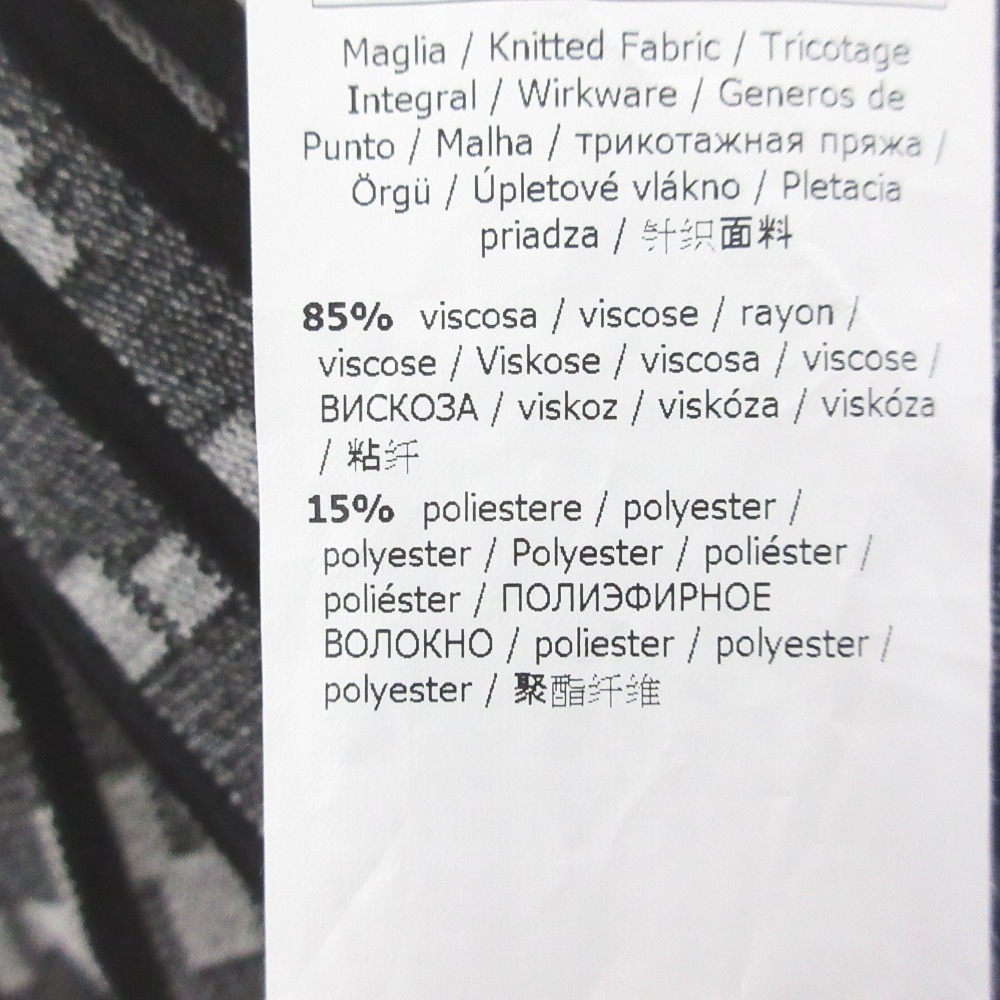 Maglia / Knitted Fabric / Tricotage
Integral / Wirkware / Generos de
Punto / Malha / трикотажная пряжа /
Örgü / Úpletové vlákno / Pletacia
priadza / 针织面料
85% viscosa / viscose / rayon /
viscose / Viskose / viscosa / viscose /
ВИСКОЗА / viskoz / viskóza / viskóza
/ 粘纤
15% poliestere / polyester /
polyester / Polyester / poliéster /
poliéster / ПОЛИЭФИРНОЕ
ВОЛОКНО / poliester / polyester /
polyester / 聚酯纤维